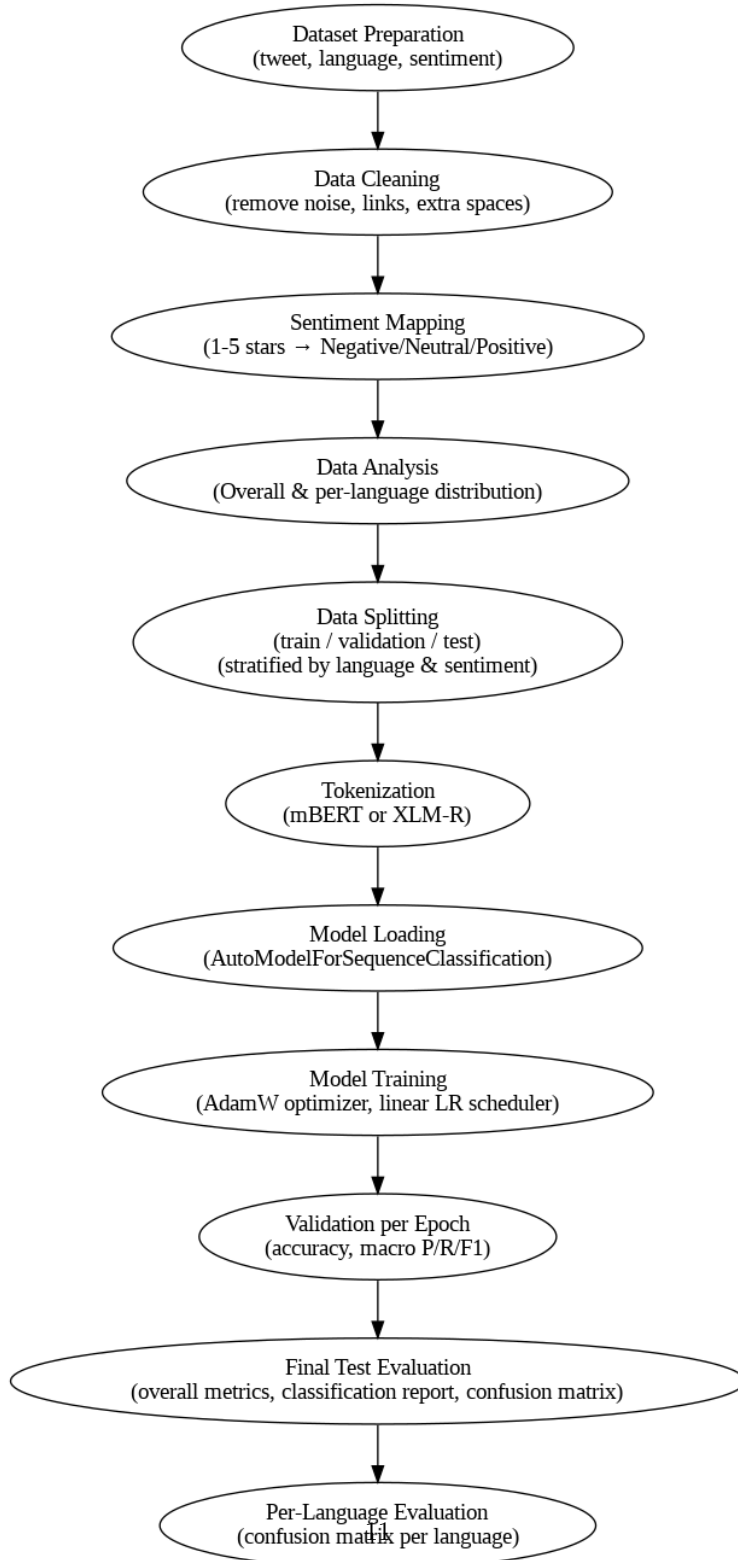 Dataset Preparation
(tweet, language, sentiment)
Data Cleaning
(remove noise, links, extra spaces)
Sentiment Mapping
(1-5 stars → Negative/Neutral/Positive)
Data Analysis
(Overall & per-language distribution)
Data Splitting
(train / validation / test)
(stratified by language & sentiment)
Tokenization
(mBERT or XLM-R)
Model Loading
(AutoModelForSequenceClassification)
Model Training
(AdamW optimizer, linear LR scheduler)
Validation per Epoch
(accuracy, macro P/R/F1)
Final Test Evaluation
(overall metrics, classification report, confusion matrix)
Per-Language Evaluation
(confusion matrix per language)
11